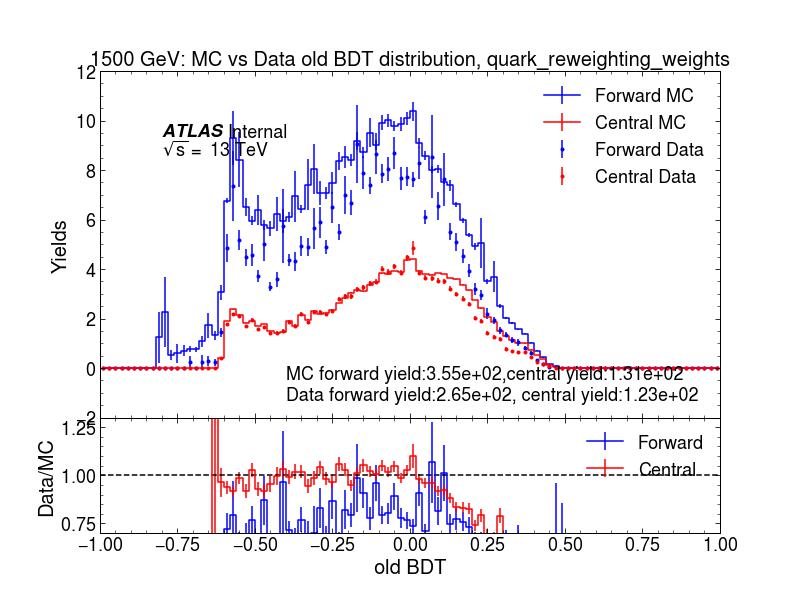 1500 GeV: MC vs Data old BDT distribution, quark_reweighting_weights
12
10
8
6
4
2
0
−2
Yields
ATLAS Internal
√s = 13 TeV
Forward MC
Central MC
Forward Data
Central Data
MC forward yield:3.55e+02,central yield:1.31e+02
Data forward yield:2.65e+02, central yield:1.23e+02
1.25
1.00
0.75
Data/MC
Forward
Central
−1.00 −0.75 −0.50 −0.25 0.00 0.25 0.50 0.75 1.00
old BDT